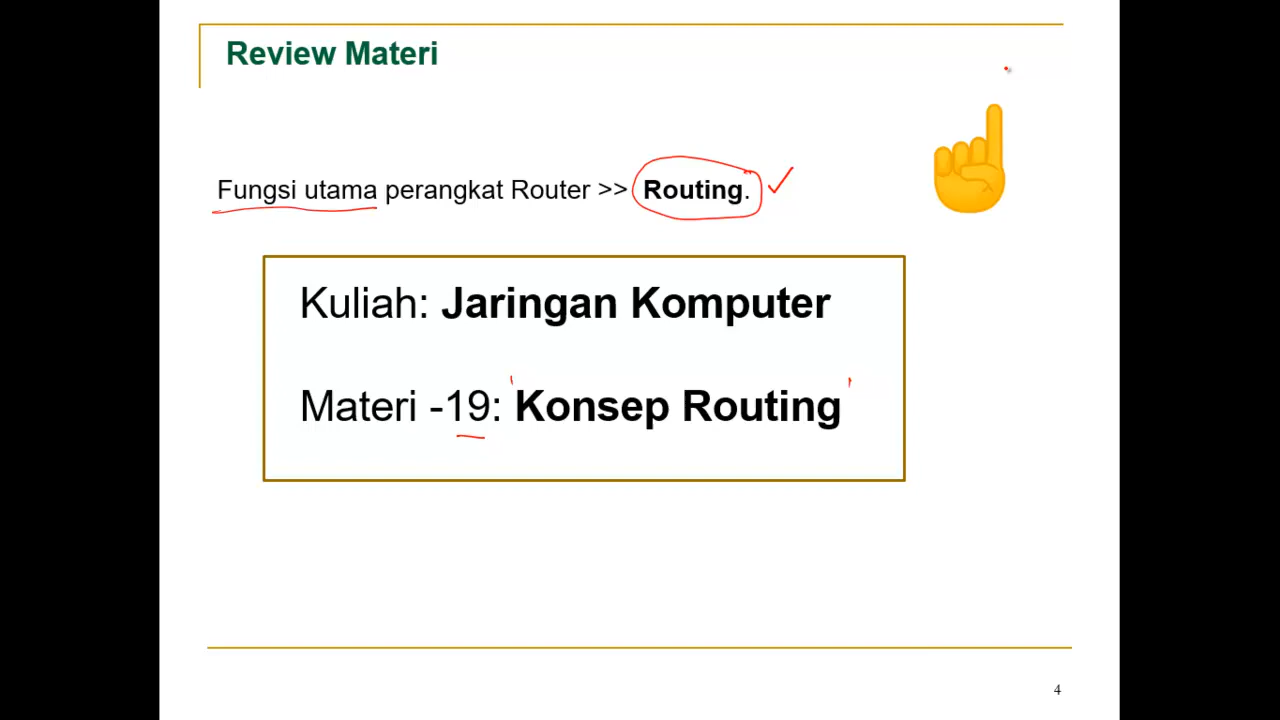 Review Materi
Fungsi utama perangkat Router >> Routing.
Kuliah: Jaringan Komputer
Materi -19: 'Konsep Routing'
4